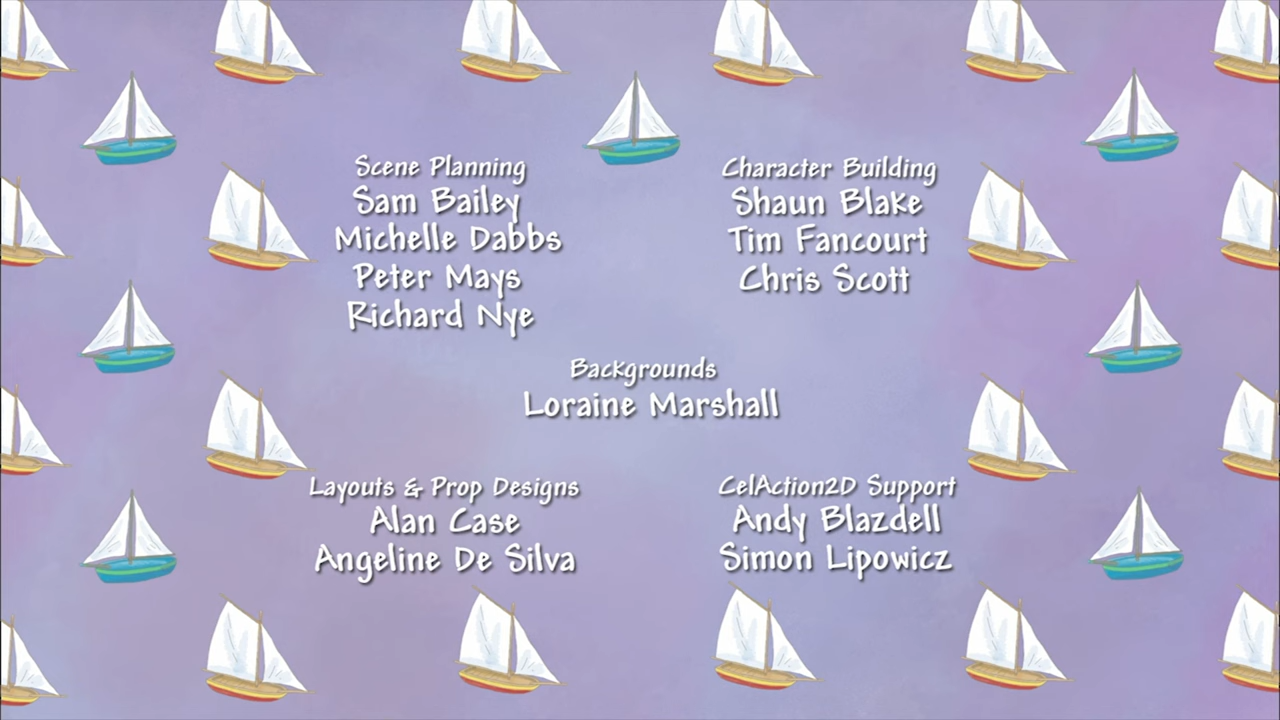 Scene Planning
Sam Bailey
Michelle Dabbs
Peter Mays
Richard Nye
Character Building
Shaun Blake
Tim Fancourt
Chris Scott
Backgrounds
Loraine Marshall
Layouts & Prop Designs
Alan Case
Angeline De Silva
CelAction2D Support
Andy Blazdell
Simon Lipowicz